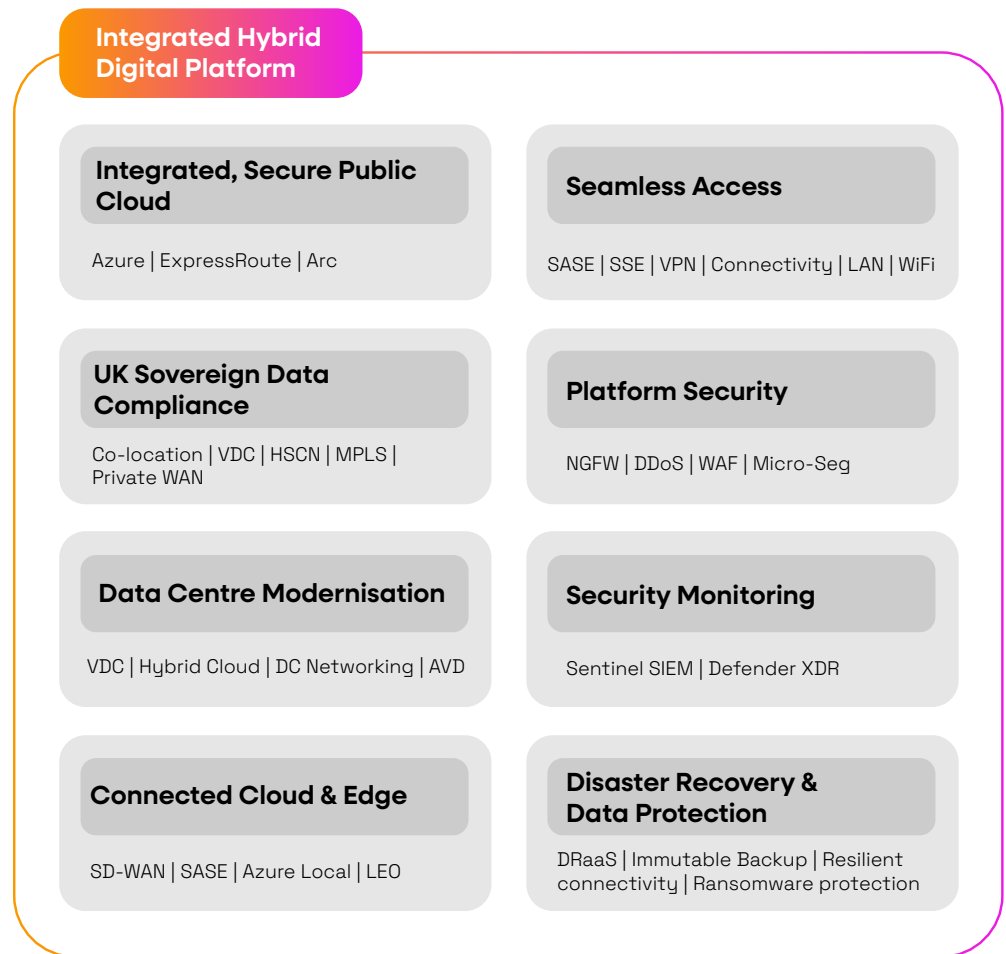 Integrated Hybrid
Digital Platform
Integrated, Secure Public
Cloud
Azure | ExpressRoute | Arc
Seamless Access
SASE | SSE | VPN | Connectivity | LAN | WiFi
UK Sovereign Data
Compliance
Co-location | VDC | HSCN | MPLS |
Private WAN
Platform Security
NGFW | DDoS | WAF | Micro-Seg
Data Centre Modernisation
VDC | Hybrid Cloud | DC Networking | AVD
Security Monitoring
Sentinel SIEM | Defender XDR
Connected Cloud & Edge
SD-WAN | SASE | Azure Local | LEO
Disaster Recovery &
Data Protection
DRaaS | Immutable Backup | Resilient
connectivity | Ransomware protection